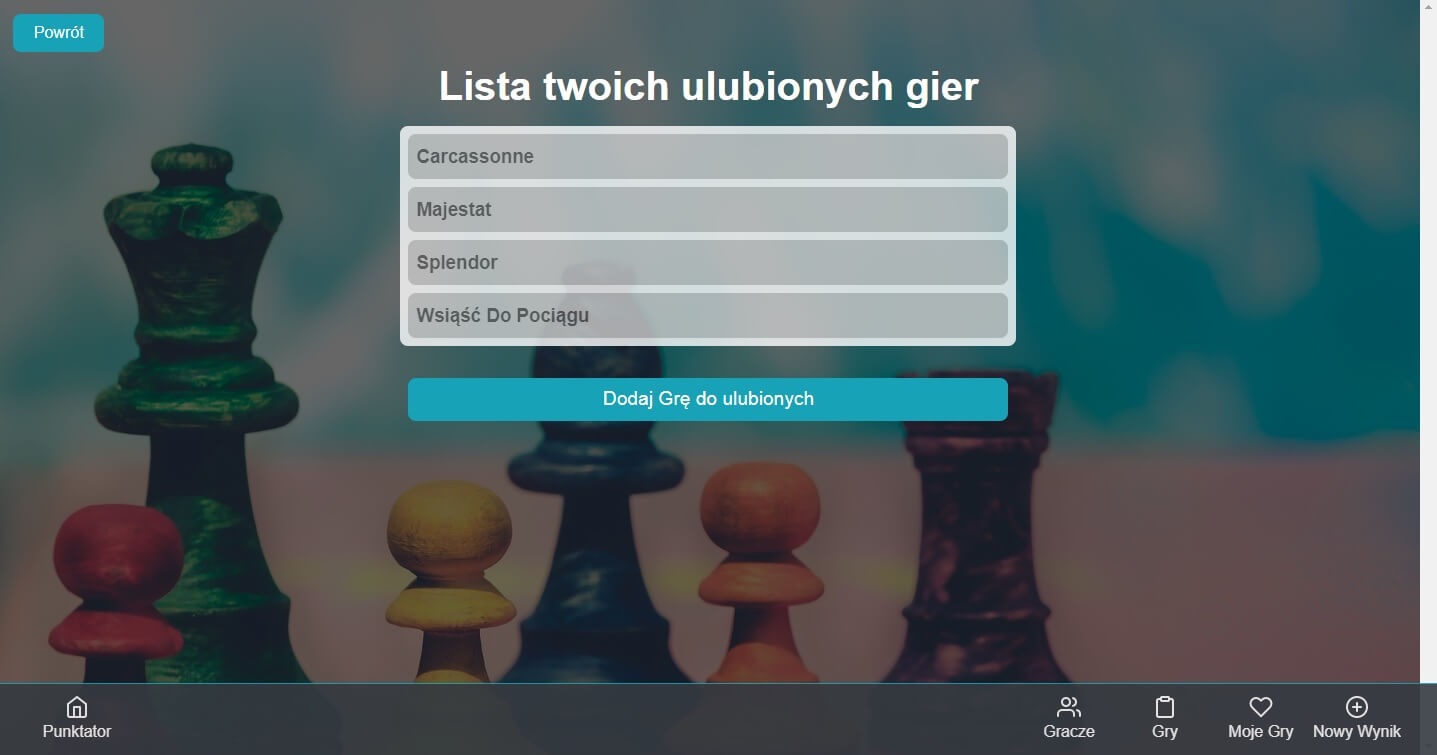 Powrót
Lista twoich ulubionych gier
Carcassonne
Majestat
Splendor
Wsiąść Do Pociągu
Dodaj Grę do ulubionych
Punktator
Gracze
Gry
Moje Gry
Nowy Wynik